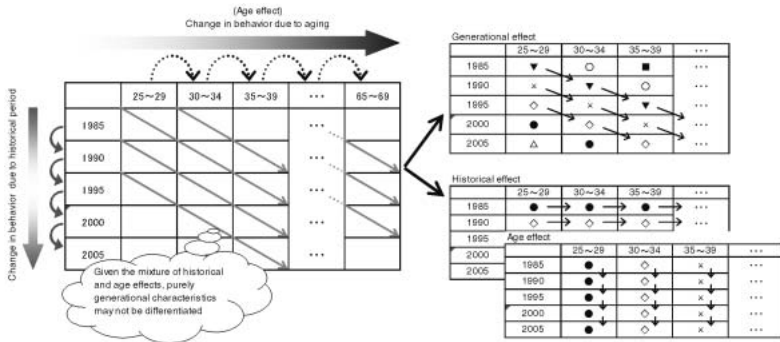 (Age effect)
Change in behavior due to aging
Change in behavior due to historical period
25~29 30~34 35~39 ··· 65~69
1985 ···
1990 ···
1995 ···
2000 ···
2005
Given the mixture of historical
and age effects, purely
generational characteristics
may not be differentiated
Generational effect
25~29 30~34 35~39 ···
1985 ▼ ○ ■ ···
1990 × ▼ ○
1995 ◇ × ▼ ···
2000 ● ◇ × ···
2005 △ ● ◇
Historical effect
25~29 30~34 35~39 ···
1985 ● ● ● ···
1990 ◇ ◇ ◇ ···
1995
2000
2005
Age effect
25~29 30~34 35~39 ···
1985 ● ◇ × ···
1990 ● ◇ × ···
1995 ● ◇ × ···
2000 ● ◇ × ···
2005 ● ◇ × ···